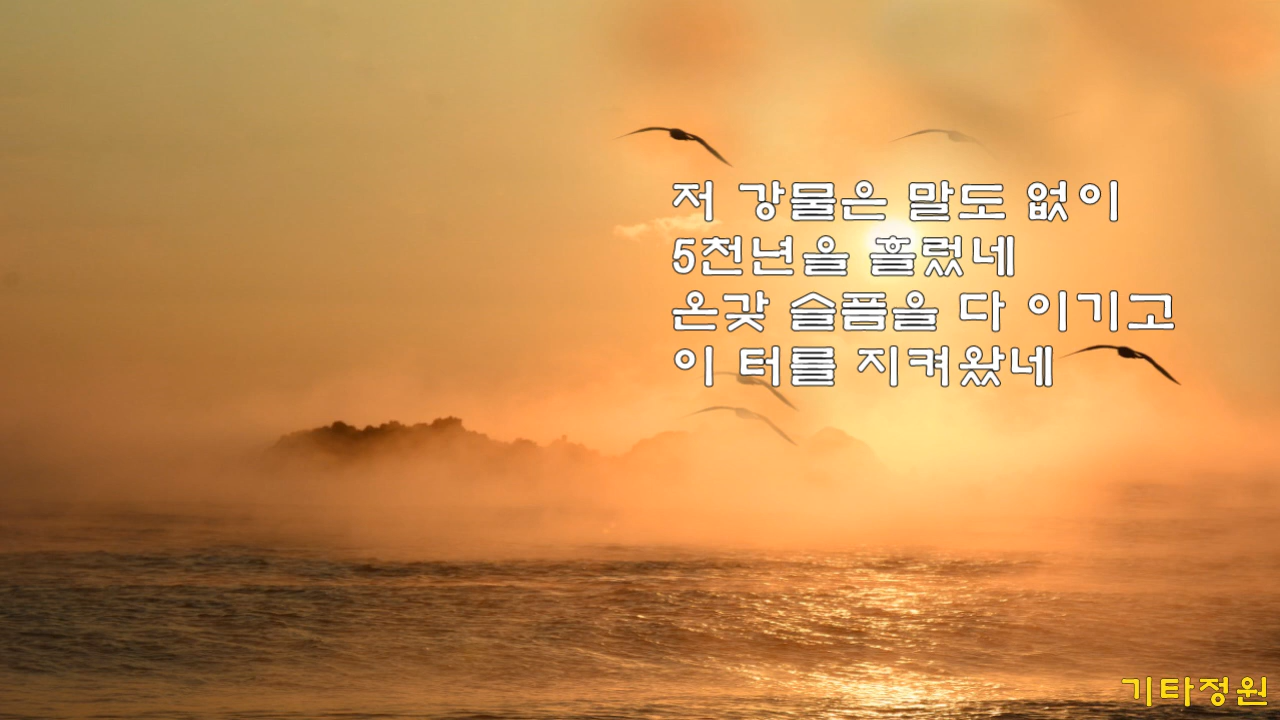 저 강물은 말도 없이
5천년을 흘렀네
온갖 슬픔을 다 이기고
이 터를 지켜왔네
기타정원